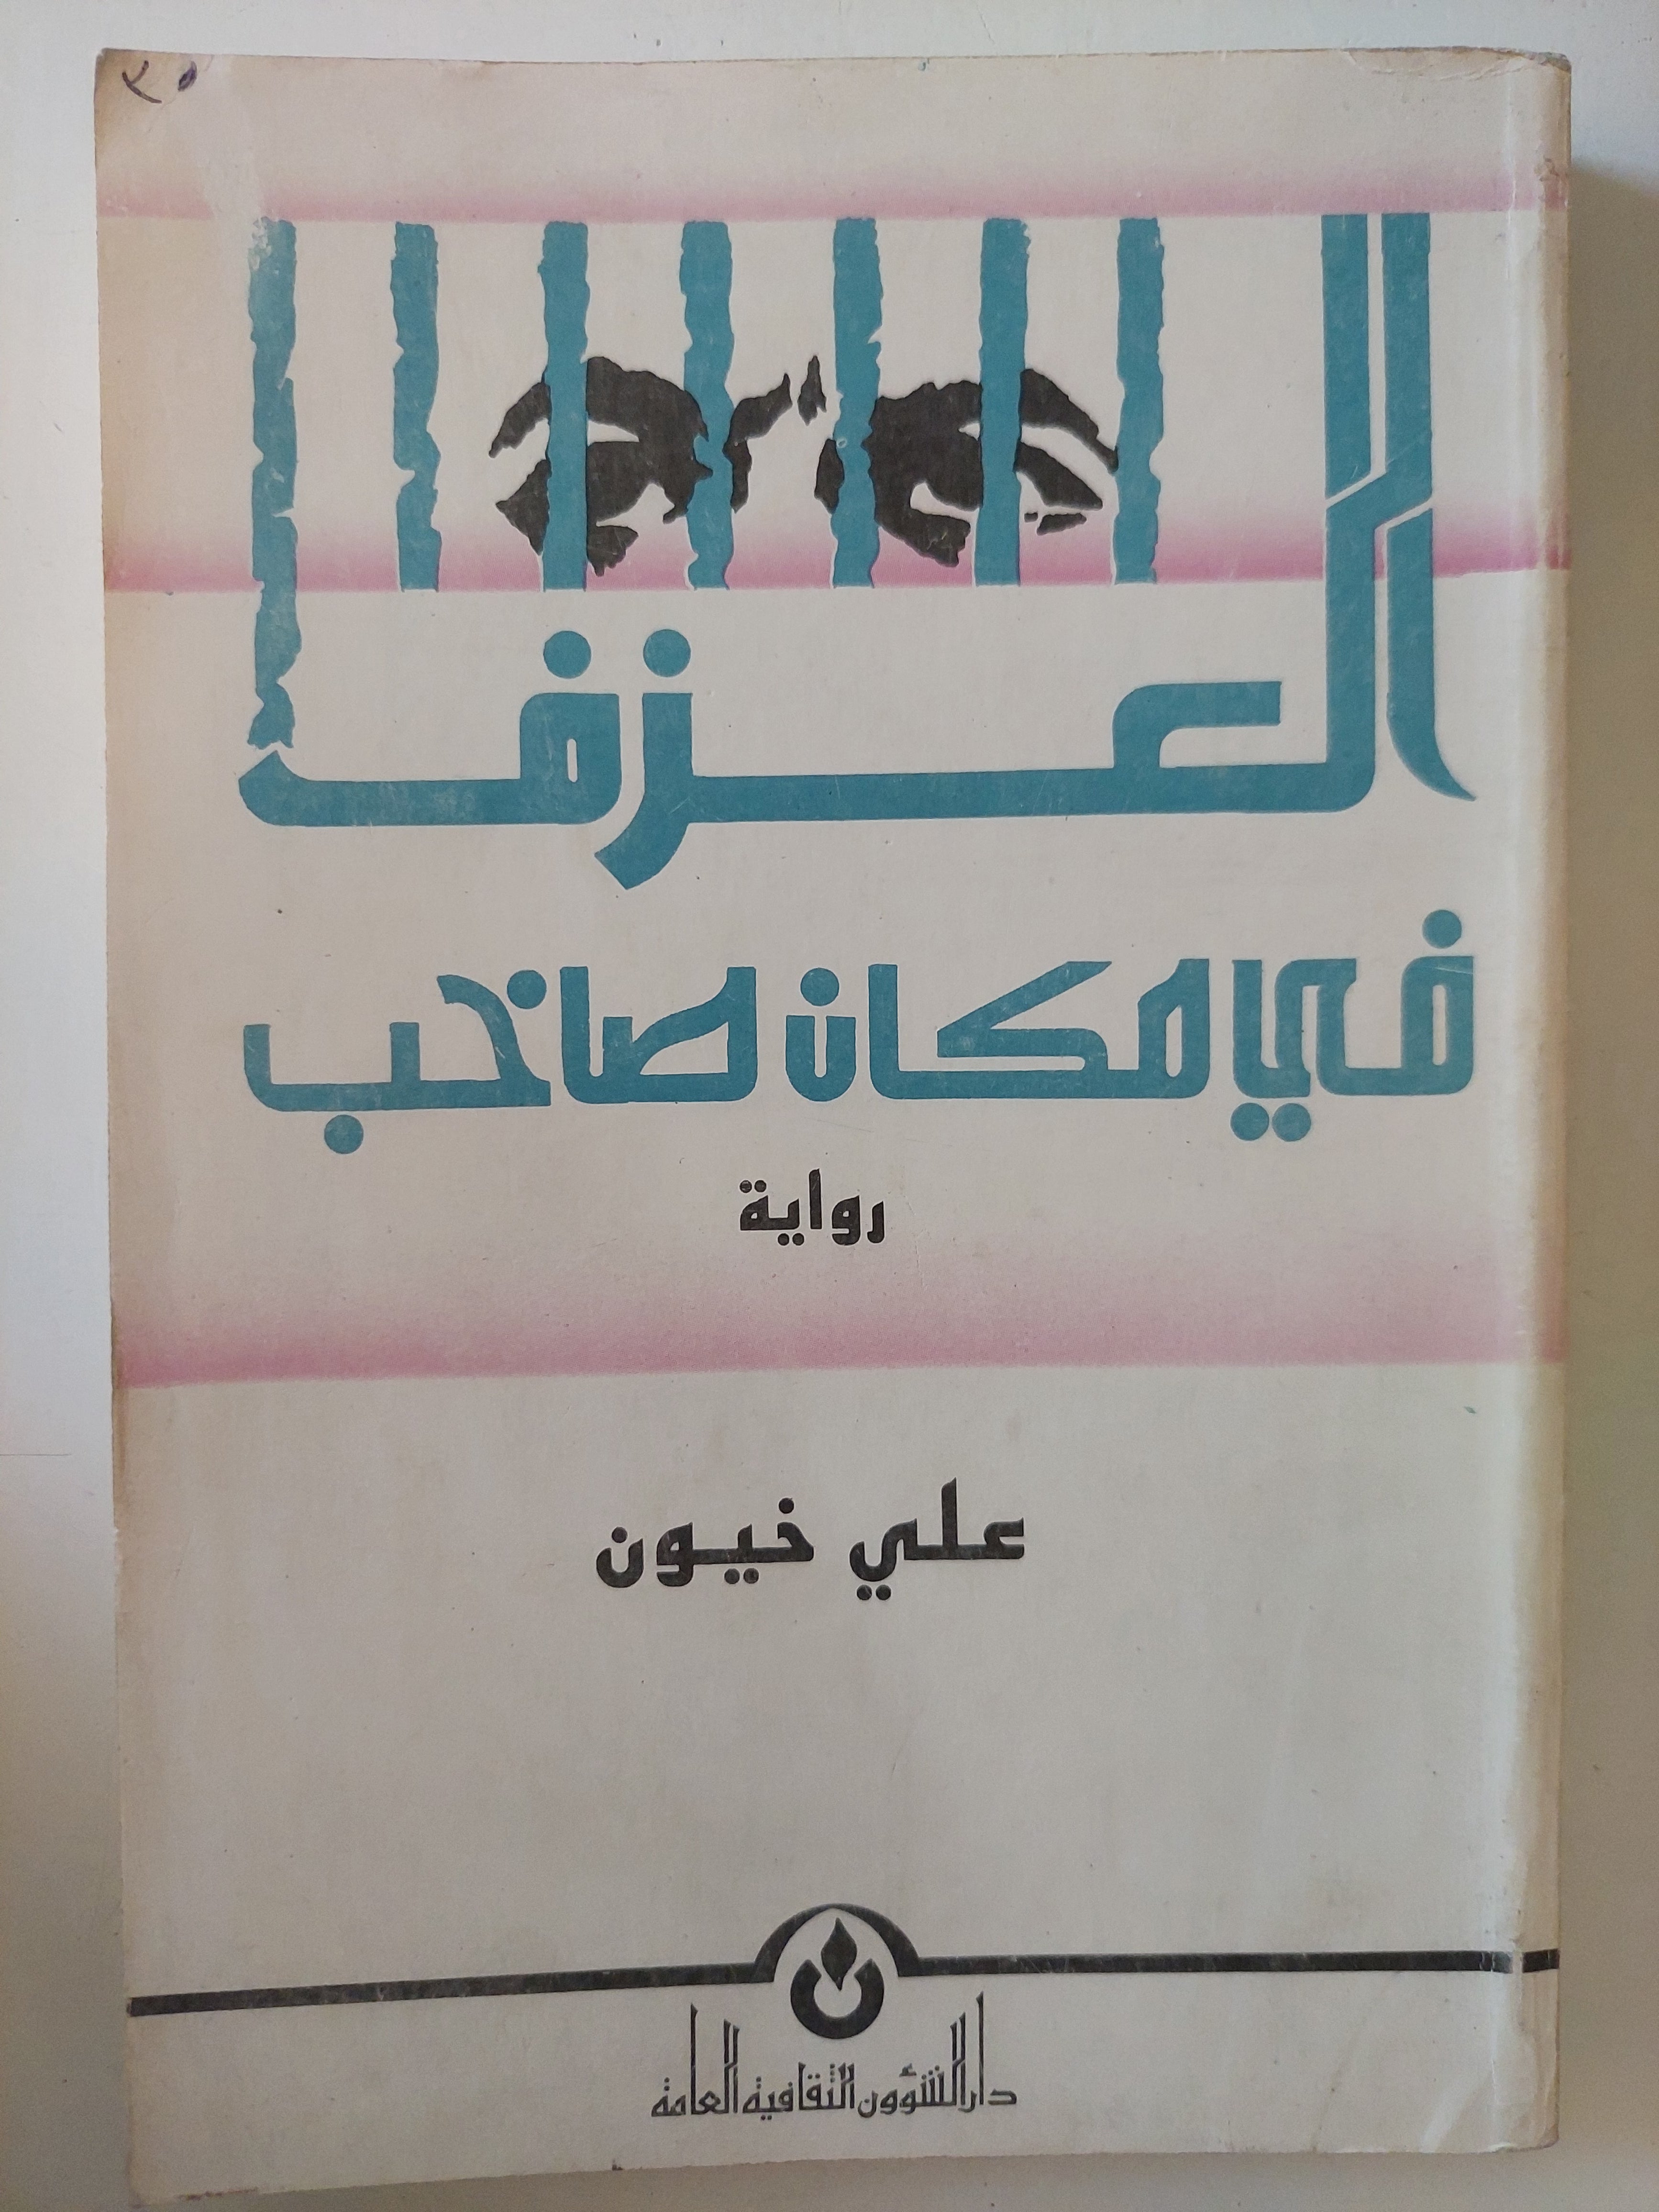 العزف
في مكان صاخب
رواية
علي خيون
دار الشؤون الثقافية العامة